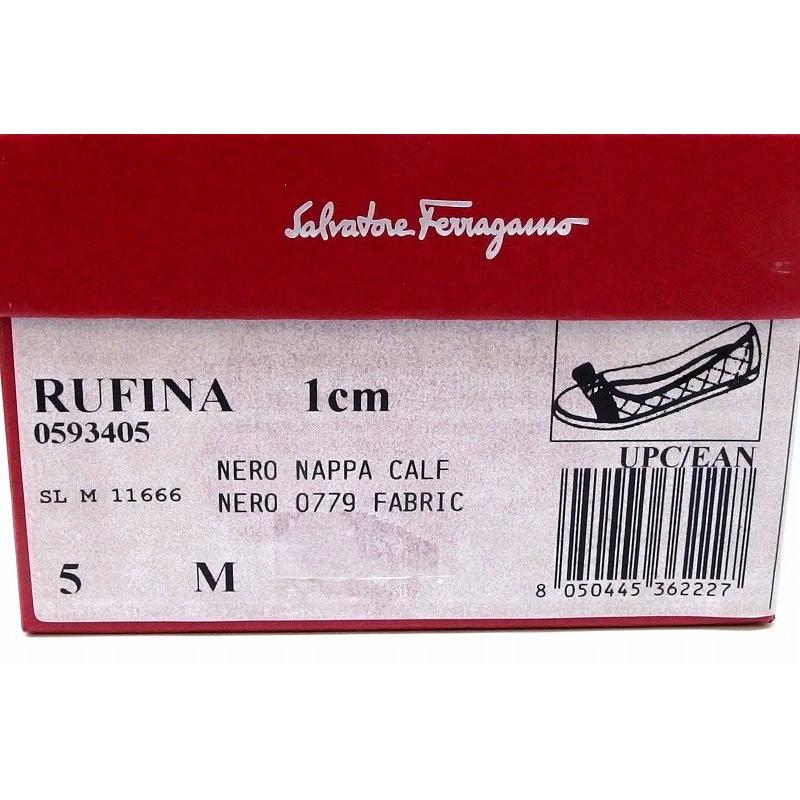 Salvatore Ferragamo
RUFINA 1cm
0593405
NERO NAPPA CALF
SL M 11666 NERO 0779 FABRIC
UPC/EAN
5 M
8 050445 362227